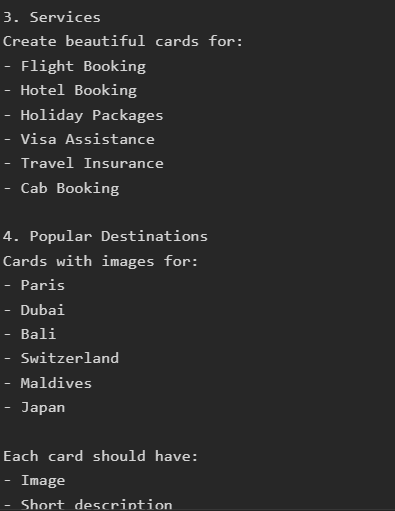 3. Services
Create beautiful cards for:
- Flight Booking
- Hotel Booking
- Holiday Packages
- Visa Assistance
- Travel Insurance
- Cab Booking
4. Popular Destinations
Cards with images for:
- Paris
- Dubai
- Bali
- Switzerland
- Maldives
- Japan
Each card should have:
- Image
- Short description